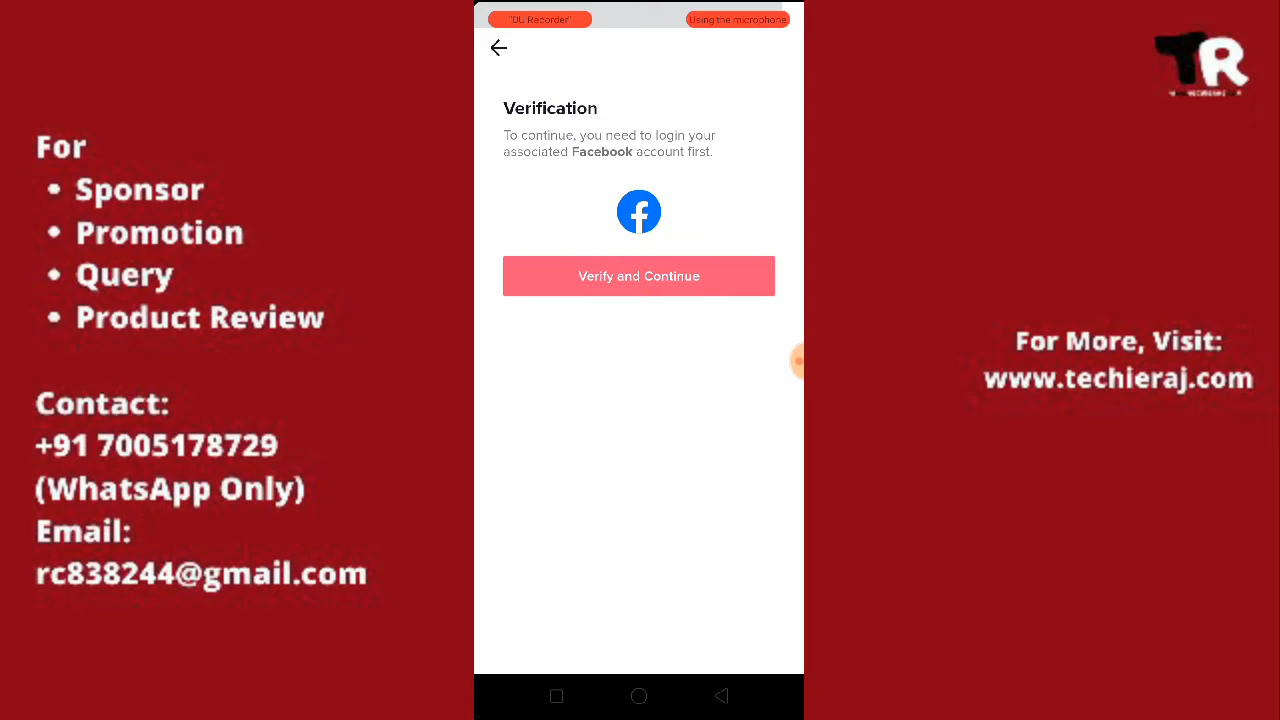 "DU Recorder"
Using the microphone
TR
For
• Sponsor
• Promotion
• Query
• Product Review
Contact:
+91 7005178729
(WhatsApp Only)
Email:
rc838244@gmail.com
Verification
To continue, you need to login your
associated Facebook account first.
f
Verify and Continue
For More, Visit:
www.techieraj.com